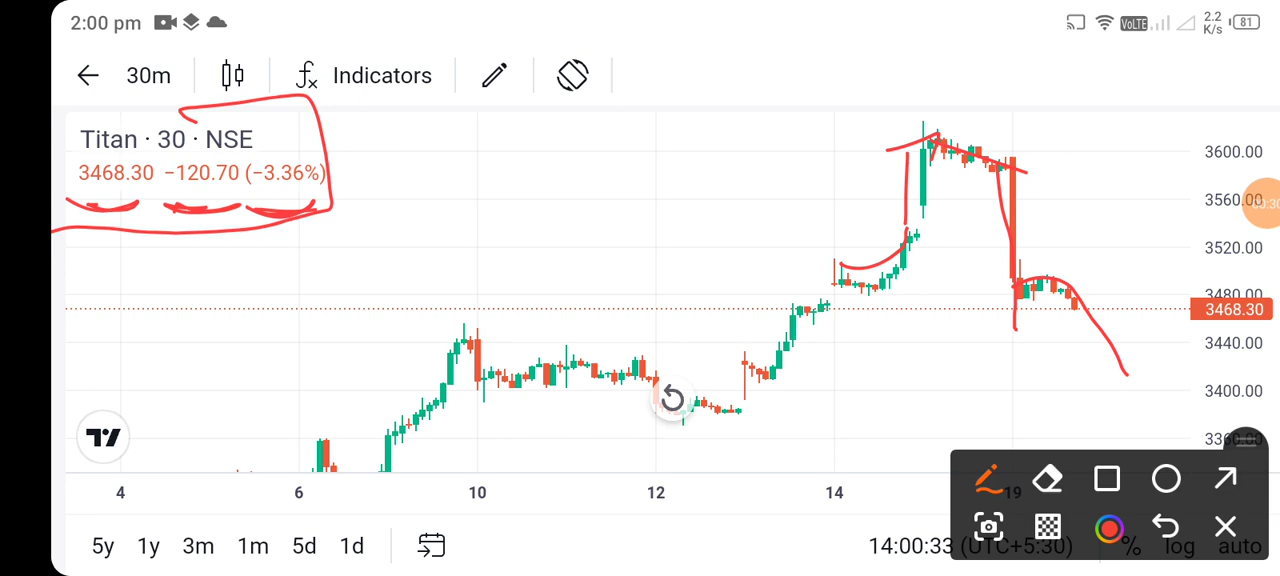 2:00 pm
VoLTE 2.2 K/s 81
30m Indicators
Titan · 30 · NSE
3468.30 −120.70 (−3.36%)
3600.00
3560.00
3520.00
3480.00
3468.30
3440.00
3400.00
4 6 10 12 14 19
5y 1y 3m 1m 5d 1d 14:00:33 (UTC+5:30) % log auto